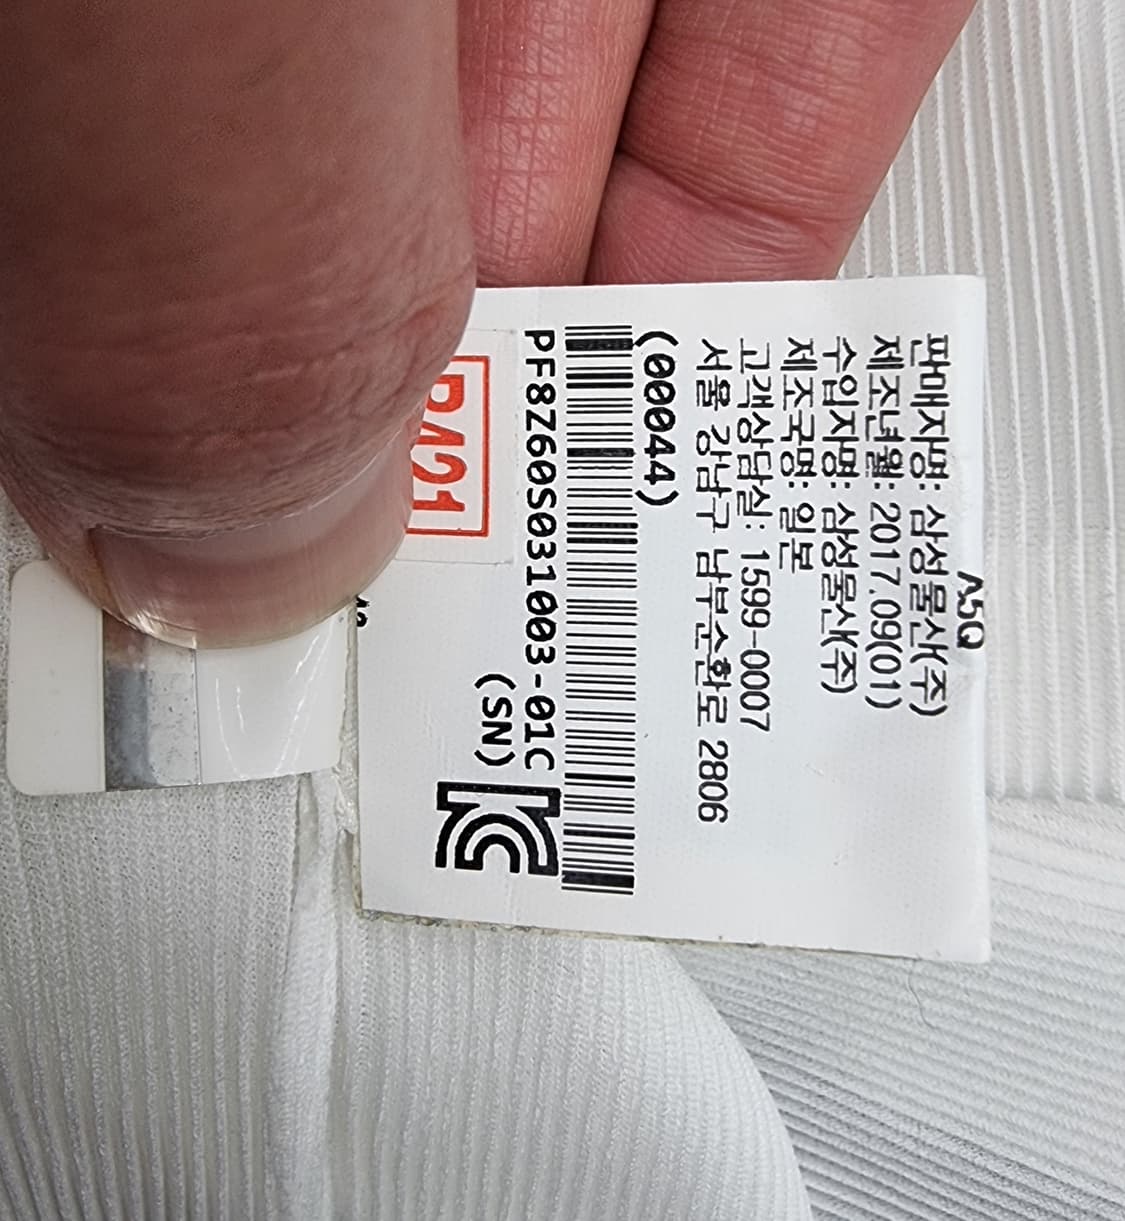 A5Q
판매자명: 삼성물산(주)
제조년월: 2017.09(01)
수입자명: 삼성물산(주)
제조국명: 일본
고객상담실: 1599-0007
서울 강남구 남부순환로 2806
(00044)
PF8Z60S031003-01C
(SN)